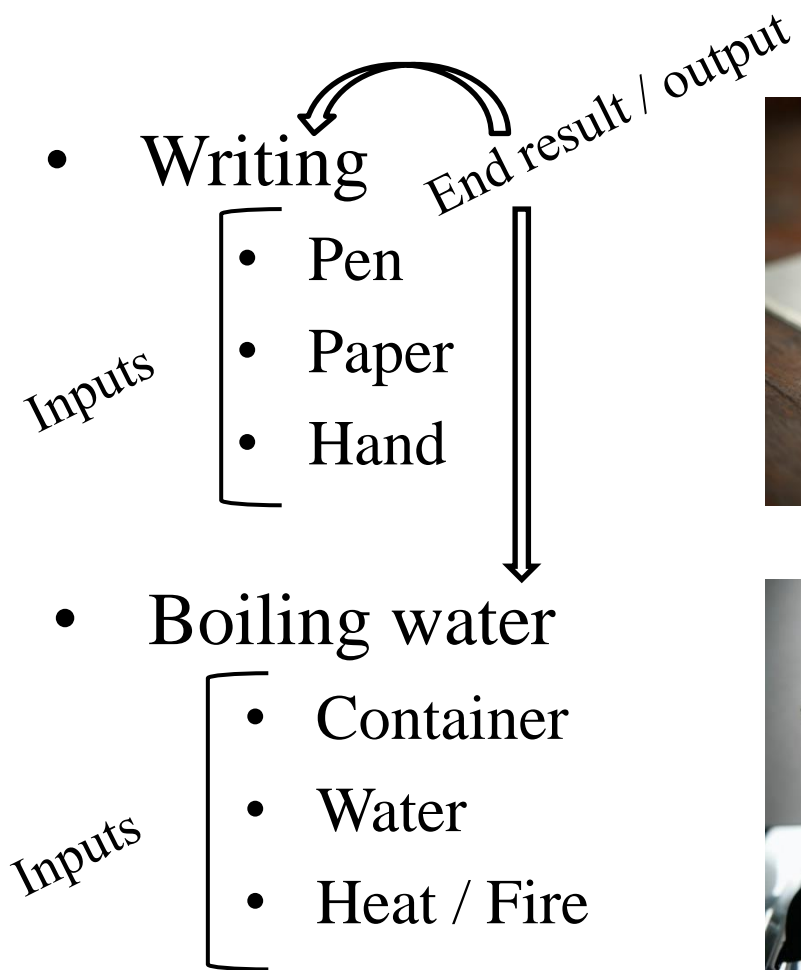 End result / output
• Writing
• Pen
• Paper
Inputs
• Hand
• Boiling water
• Container
• Water
Inputs
• Heat / Fire